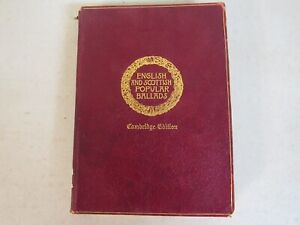 ENGLISH
AND SCOTTISH
POPULAR
BALLADS
Cambridge Edition